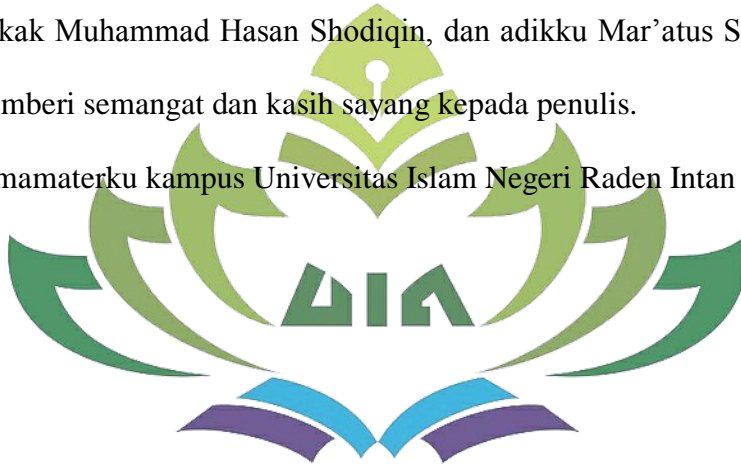 kak Muhammad Hasan Shodiqin, dan adikku Mar’atus S
mberi semangat dan kasih sayang kepada penulis.
mamaterku kampus Universitas Islam Negeri Raden Intan
UIN